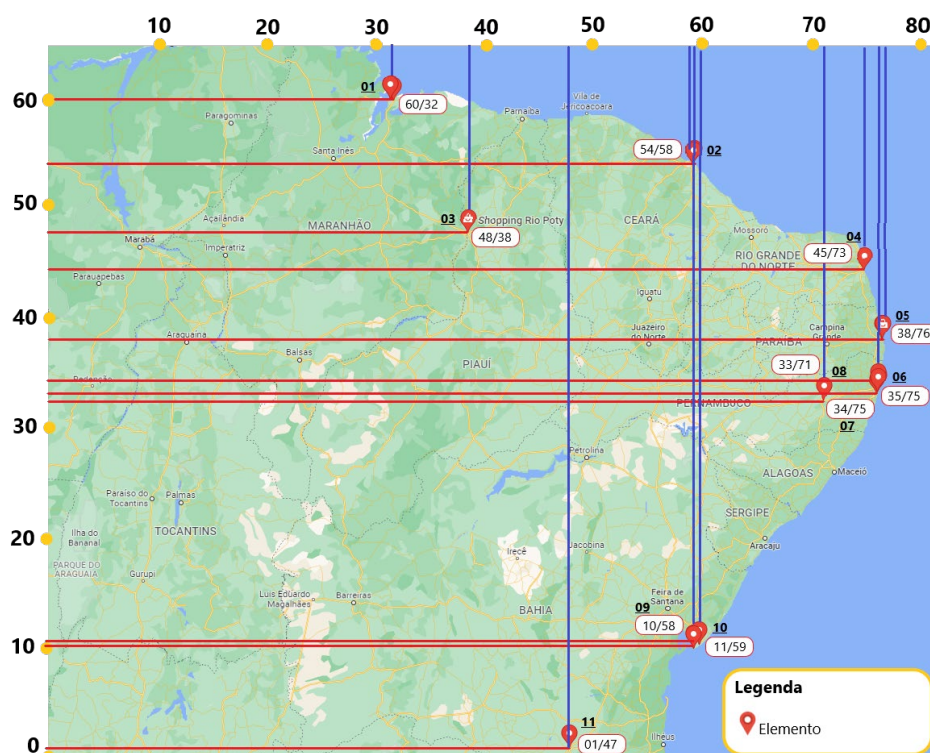 10 20 30 40 50 60 70 80
60
01
60/32
Vila de
Jericoacoara
Parnaíba
Paragominas
54/58
02
Santa Inês
50
03
Shopping Rio Poty
48/38
Açailândia
MARANHÃO
CEARÁ
Mossoró
04
Marabá
Imperatriz
45/73
RIO GRANDE
DO NORTE
Parauapebas
Iguatu
40
05
38/76
Araguaína
Juazeiro
do Norte
Campina
Grande
PARAÍBA
Balsas
PIAUÍ
33/71
08
06
Redenção
35/75
34/75
PERNAMBUCO
07
30
Petrolina
ALAGOAS
Maceió
Paraíso do
Tocantins
Palmas
SERGIPE
TOCANTINS
20
Ilha do
Bananal
Irecê
Jacobina
Aracaju
PARQUE DO
ARAGUAIA
Gurupi
Luís Eduardo
Magalhães
Barreiras
Feira de
Santana
BAHIA
09
10/58
10
11/59
10
Legenda
Elemento
11
01/47
Ilhéus
0